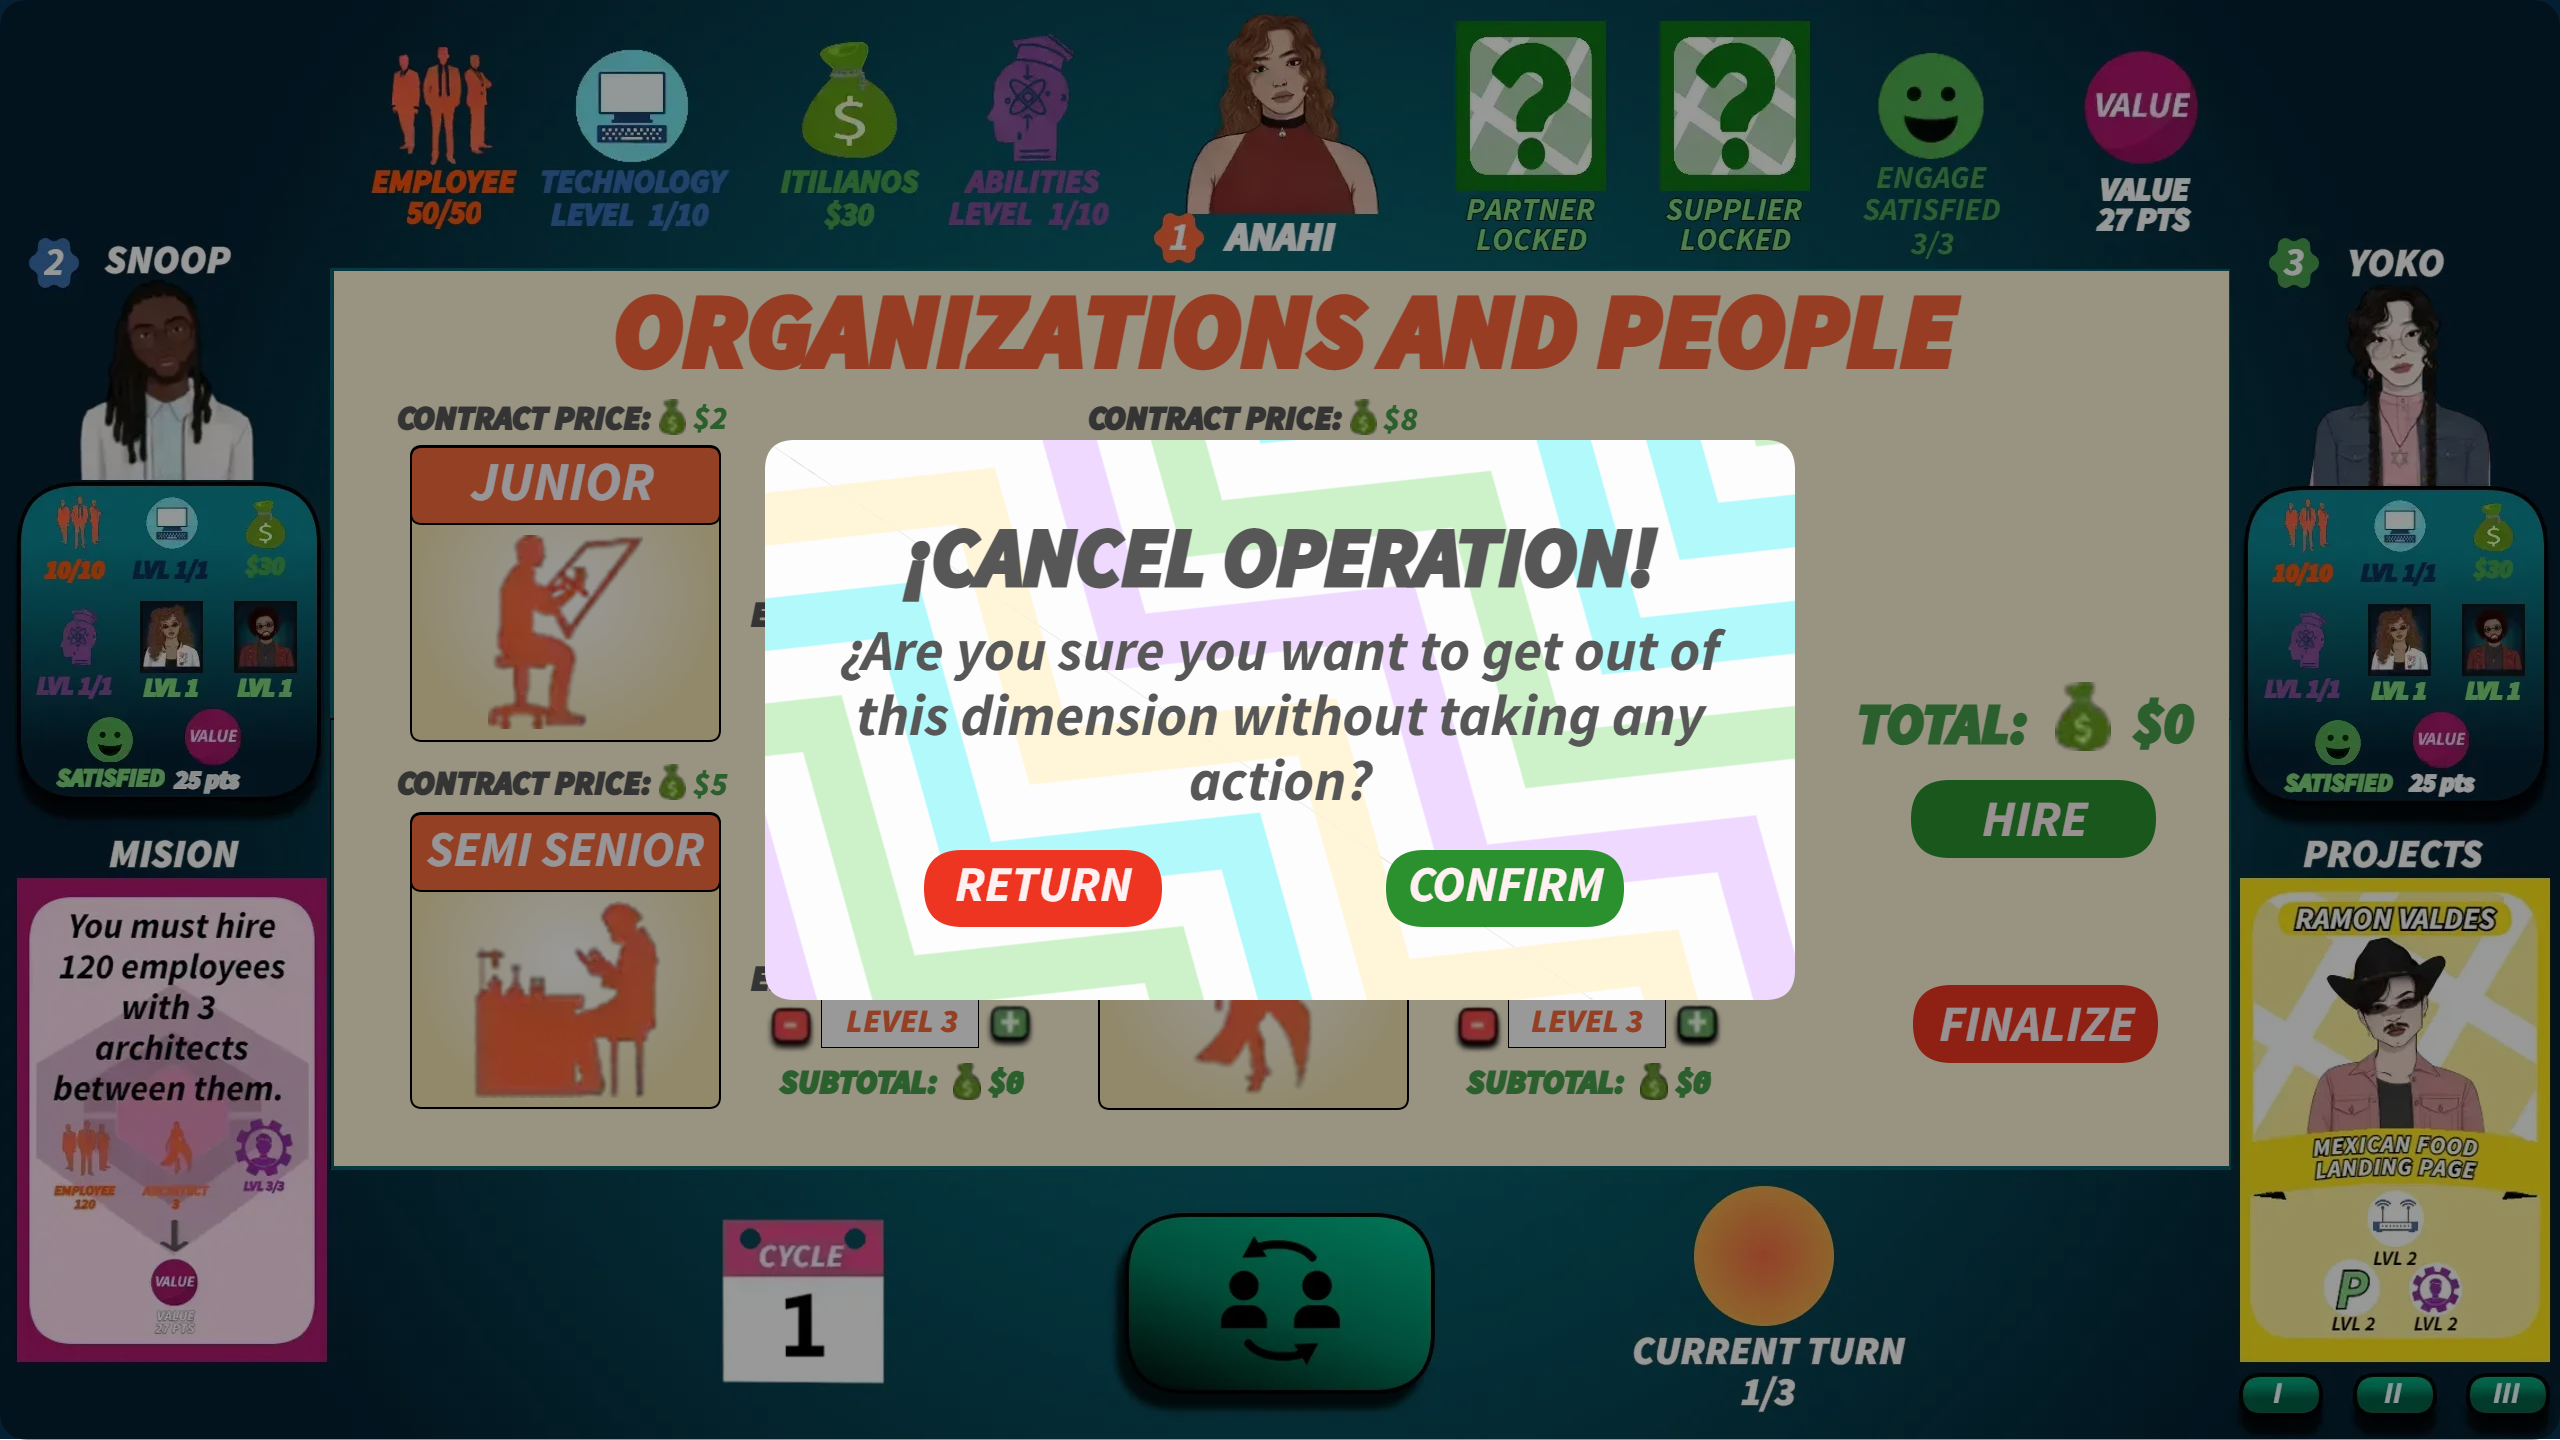 EMPLOYEE
50/50
TECHNOLOGY
LEVEL 1/10
$
ITILIANOS
$30
ABILITIES
LEVEL 1/10
1 ANAHI
?
PARTNER
LOCKED
?
SUPPLIER
LOCKED
ENGAGE
SATISFIED
3/3
VALUE
VALUE
27 PTS
2 SNOOP
10/10
LVL 1/1
$
$30
LVL 1/1
LVL 1
LVL 1
SATISFIED
VALUE
25 pts
3 YOKO
10/10
LVL 1/1
$
$30
LVL 1/1
LVL 1
LVL 1
SATISFIED
VALUE
25 pts
ORGANIZATIONS AND PEOPLE
CONTRACT PRICE: $2
JUNIOR
CONTRACT PRICE: $8
CONTRACT PRICE: $5
SEMI SENIOR
¡CANCEL OPERATION!
¿Are you sure you want to get out of
this dimension without taking any
action?
RETURN
CONFIRM
- LEVEL 3 +
SUBTOTAL: $0
- LEVEL 3 +
SUBTOTAL: $0
TOTAL: $0
HIRE
FINALIZE
MISION
You must hire
120 employees
with 3
architects
between them.
EMPLOYEE
120
ARCHITECT
3
LVL 3/3
VALUE
VALUE
27 PTS
PROJECTS
RAMON VALDES
MEXICAN FOOD
LANDING PAGE
LVL 2
P
LVL 2
LVL 2
I
II
III
CYCLE
1
CURRENT TURN
1/3